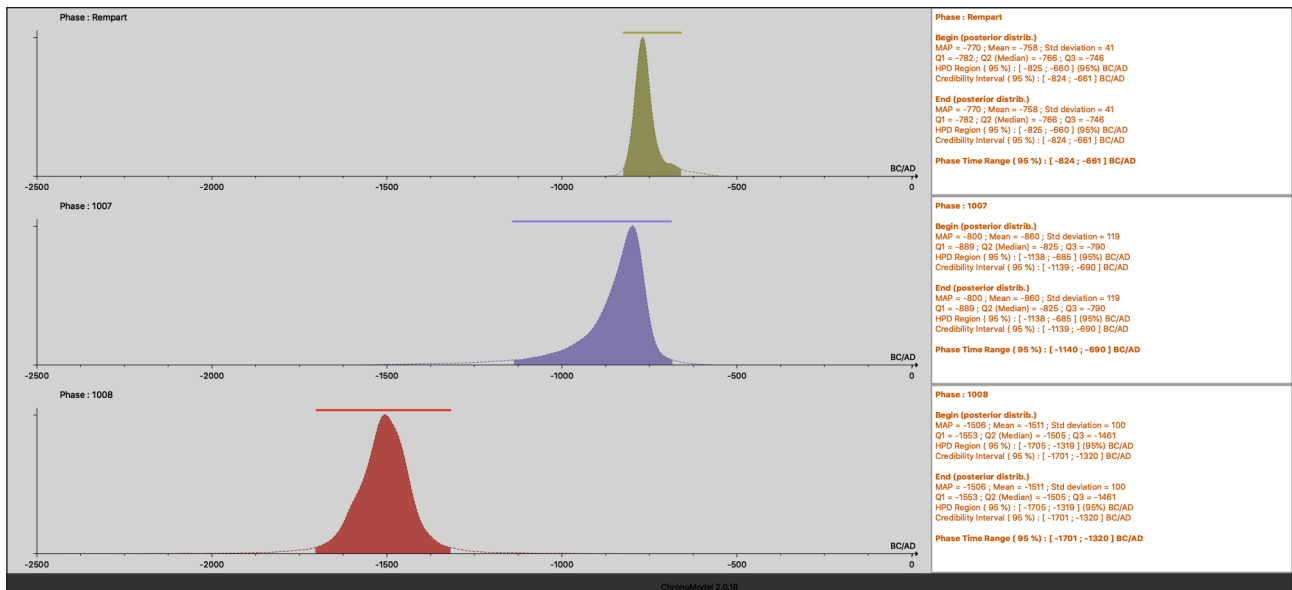 Phase : Rempart
BC/AD
-2500 -2000 -1500 -1000 -500 0
Phase : Rempart
Begin (posterior distrib.)
MAP = -770 ; Mean = -758 ; Std deviation = 41
Q1 = -782 ; Q2 (Median) = -766 ; Q3 = -746
HPD Region ( 95 %) : [ -825 ; -660 ] (95%) BC/AD
Credibility Interval ( 95 %) : [ -824 ; -661 ] BC/AD
End (posterior distrib.)
MAP = -770 ; Mean = -758 ; Std deviation = 41
Q1 = -782 ; Q2 (Median) = -766 ; Q3 = -746
HPD Region ( 95 %) : [ -825 ; -660 ] (95%) BC/AD
Credibility Interval ( 95 %) : [ -824 ; -661 ] BC/AD
Phase Time Range ( 95 %) : [ -824 ; -661 ] BC/AD
Phase : 1007
BC/AD
-2500 -2000 -1500 -1000 -500 0
Phase : 1007
Begin (posterior distrib.)
MAP = -800 ; Mean = -860 ; Std deviation = 119
Q1 = -889 ; Q2 (Median) = -825 ; Q3 = -790
HPD Region ( 95 %) : [ -1138 ; -685 ] (95%) BC/AD
Credibility Interval ( 95 %) : [ -1139 ; -690 ] BC/AD
End (posterior distrib.)
MAP = -800 ; Mean = -860 ; Std deviation = 119
Q1 = -889 ; Q2 (Median) = -825 ; Q3 = -790
HPD Region ( 95 %) : [ -1138 ; -685 ] (95%) BC/AD
Credibility Interval ( 95 %) : [ -1139 ; -690 ] BC/AD
Phase Time Range ( 95 %) : [ -1140 ; -690 ] BC/AD
Phase : 1008
BC/AD
-2500 -2000 -1500 -1000 -500 0
Phase : 1008
Begin (posterior distrib.)
MAP = -1506 ; Mean = -1511 ; Std deviation = 100
Q1 = -1553 ; Q2 (Median) = -1505 ; Q3 = -1461
HPD Region ( 95 %) : [ -1705 ; -1319 ] (95%) BC/AD
Credibility Interval ( 95 %) : [ -1701 ; -1320 ] BC/AD
End (posterior distrib.)
MAP = -1506 ; Mean = -1511 ; Std deviation = 100
Q1 = -1553 ; Q2 (Median) = -1505 ; Q3 = -1461
HPD Region ( 95 %) : [ -1705 ; -1319 ] (95%) BC/AD
Credibility Interval ( 95 %) : [ -1701 ; -1320 ] BC/AD
Phase Time Range ( 95 %) : [ -1701 ; -1320 ] BC/AD
ChronoModel 2.0.18